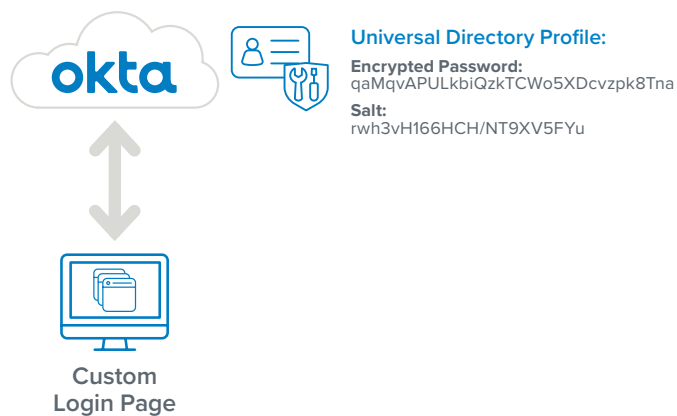 okta
Universal Directory Profile:
Encrypted Password:
qaMqvAPULkbiQzkTCWo5XDcvzpk8Tna
Salt:
rwh3vH166HCH/NT9XV5FYu
Custom
Login Page